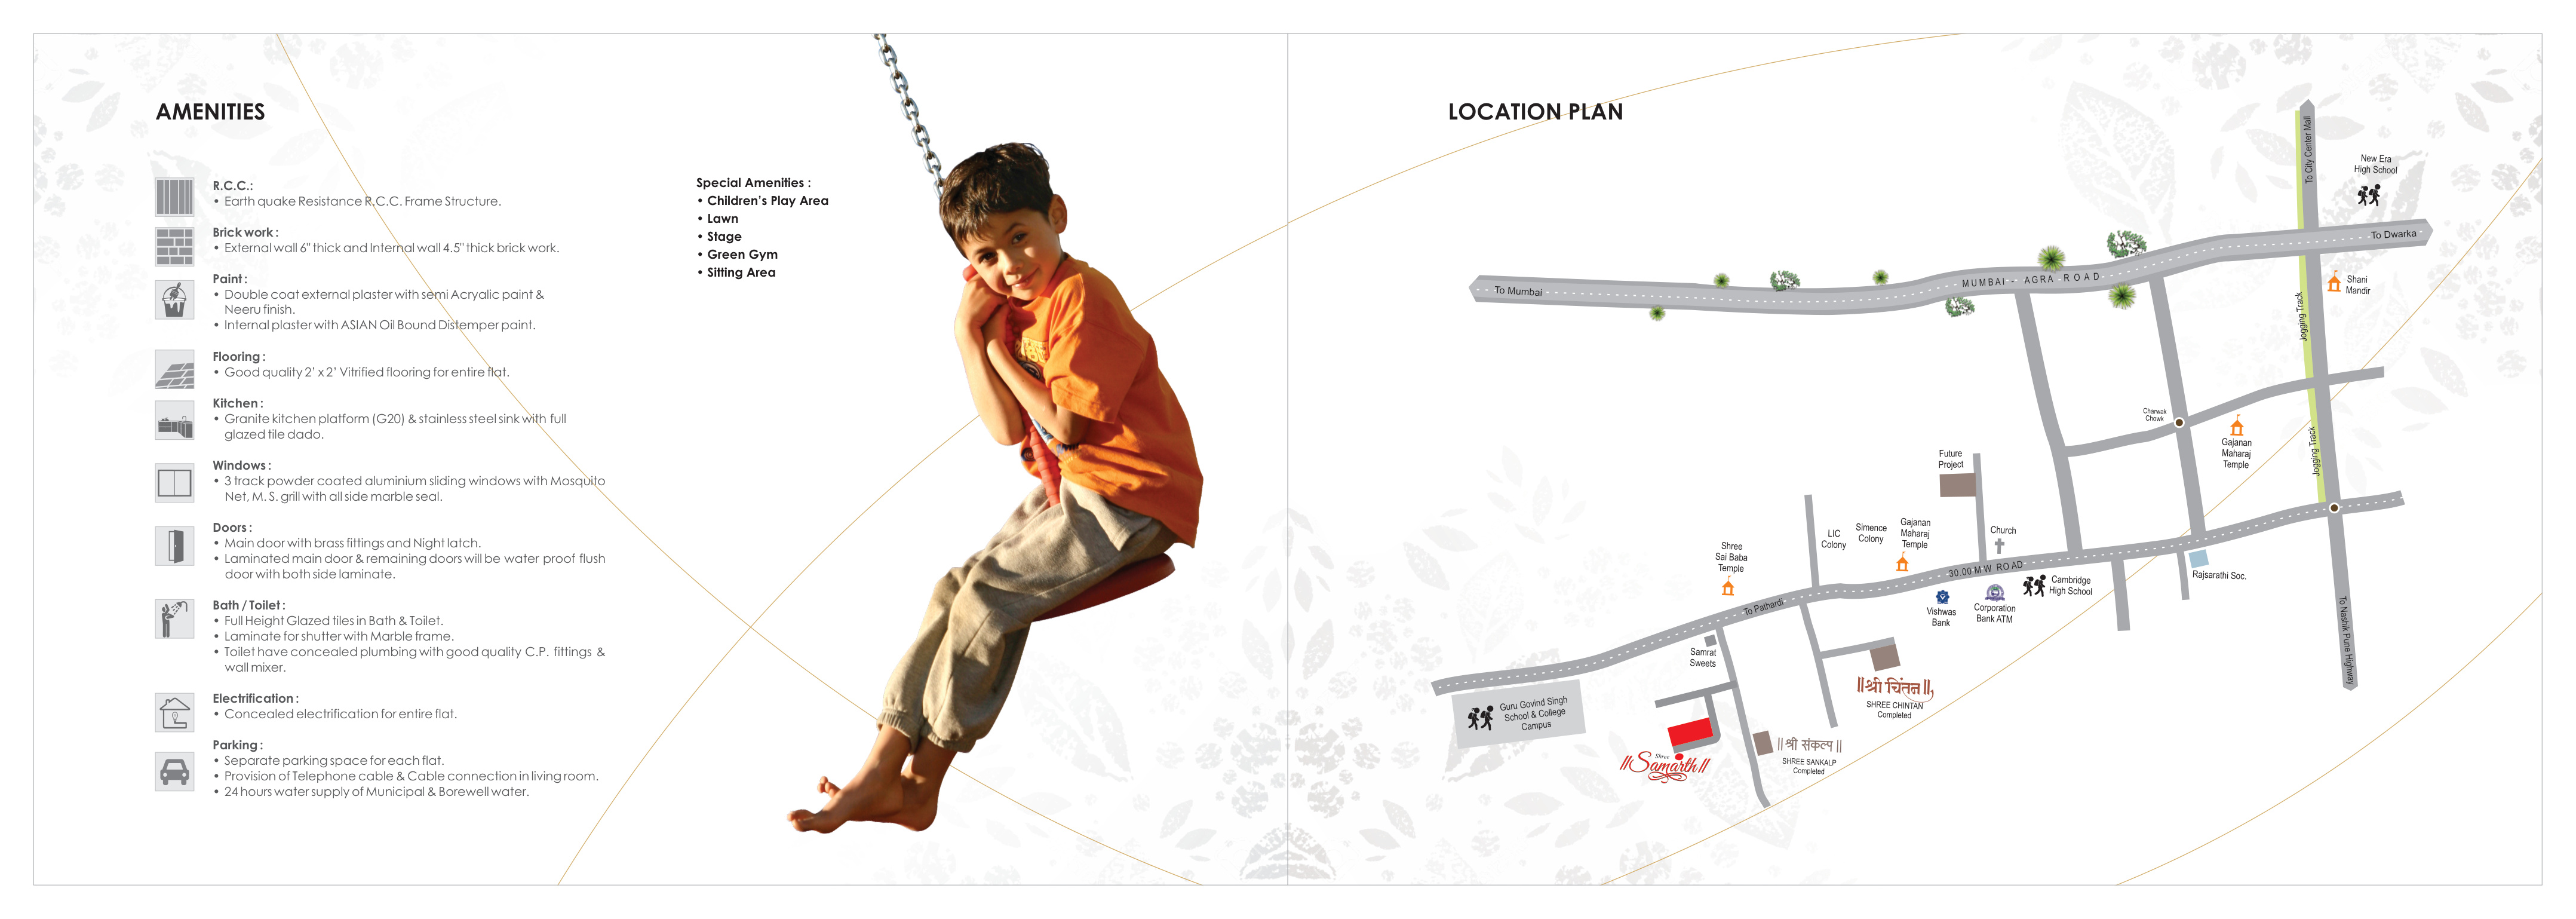 AMENITIES
R.C.C.:
• Earth quake Resistance R.C.C. Frame Structure.
Brick work :
• External wall 6" thick and Internal wall 4.5" thick brick work.
Paint :
• Double coat external plaster with semi Acryalic paint &
Neeru finish.
• Internal plaster with ASIAN Oil Bound Distemper paint.
Flooring :
• Good quality 2' x 2' Vitrified flooring for entire flat.
Kitchen :
• Granite kitchen platform (G20) & stainless steel sink with full
glazed tile dado.
Windows :
• 3 track powder coated aluminium sliding windows with Mosquito
Net, M. S. grill with all side marble seal.
Doors :
• Main door with brass fittings and Night latch.
• Laminated main door & remaining doors will be water proof flush
door with both side laminate.
Bath / Toilet :
• Full Height Glazed tiles in Bath & Toilet.
• Laminate for shutter with Marble frame.
• Toilet have concealed plumbing with good quality C.P. fittings &
wall mixer.
Electrification :
• Concealed electrification for entire flat.
Parking :
• Separate parking space for each flat.
• Provision of Telephone cable & Cable connection in living room.
• 24 hours water supply of Municipal & Borewell water.
Special Amenities :
• Children's Play Area
• Lawn
• Stage
• Green Gym
• Sitting Area
LOCATION PLAN
To City Center Mall
New Era
High School
To Dwarka
MUMBAI - AGRA ROAD
To Mumbai
Shani
Mandir
Jogging Track
Charwak
Chowk
Gajanan
Maharaj
Temple
Jogging Track
Future
Project
LIC
Colony
Simence
Colony
Gajanan
Maharaj
Temple
Church
Shree
Sai Baba
Temple
30.00 M W ROAD
To Pathardi
Cambridge
High School
Rajsarathi Soc.
Vishwas
Bank
Corporation
Bank ATM
To Nashik Pune Highway
Samrat
Sweets
Guru Govind Singh
School & College
Campus
॥श्री चिंतन॥
SHREE CHINTAN
Completed
॥श्री संकल्प॥
SHREE SANKALP
Completed
Shree
॥Samarth॥